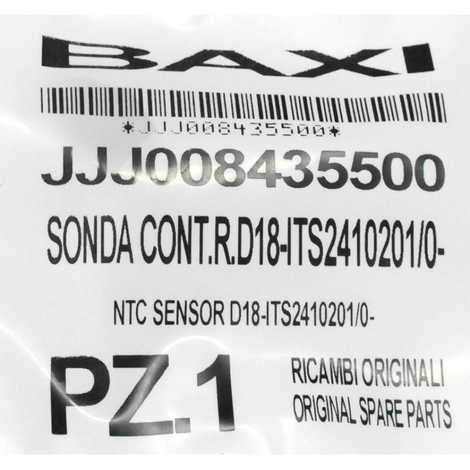 BAXI
*JJJ008435500*
JJJ008435500
SONDA CONT.R.D18-ITS2410201/0-
NTC SENSOR D18-ITS2410201/0-
PZ.1
RICAMBI ORIGINALI
ORIGINAL SPARE PARTS